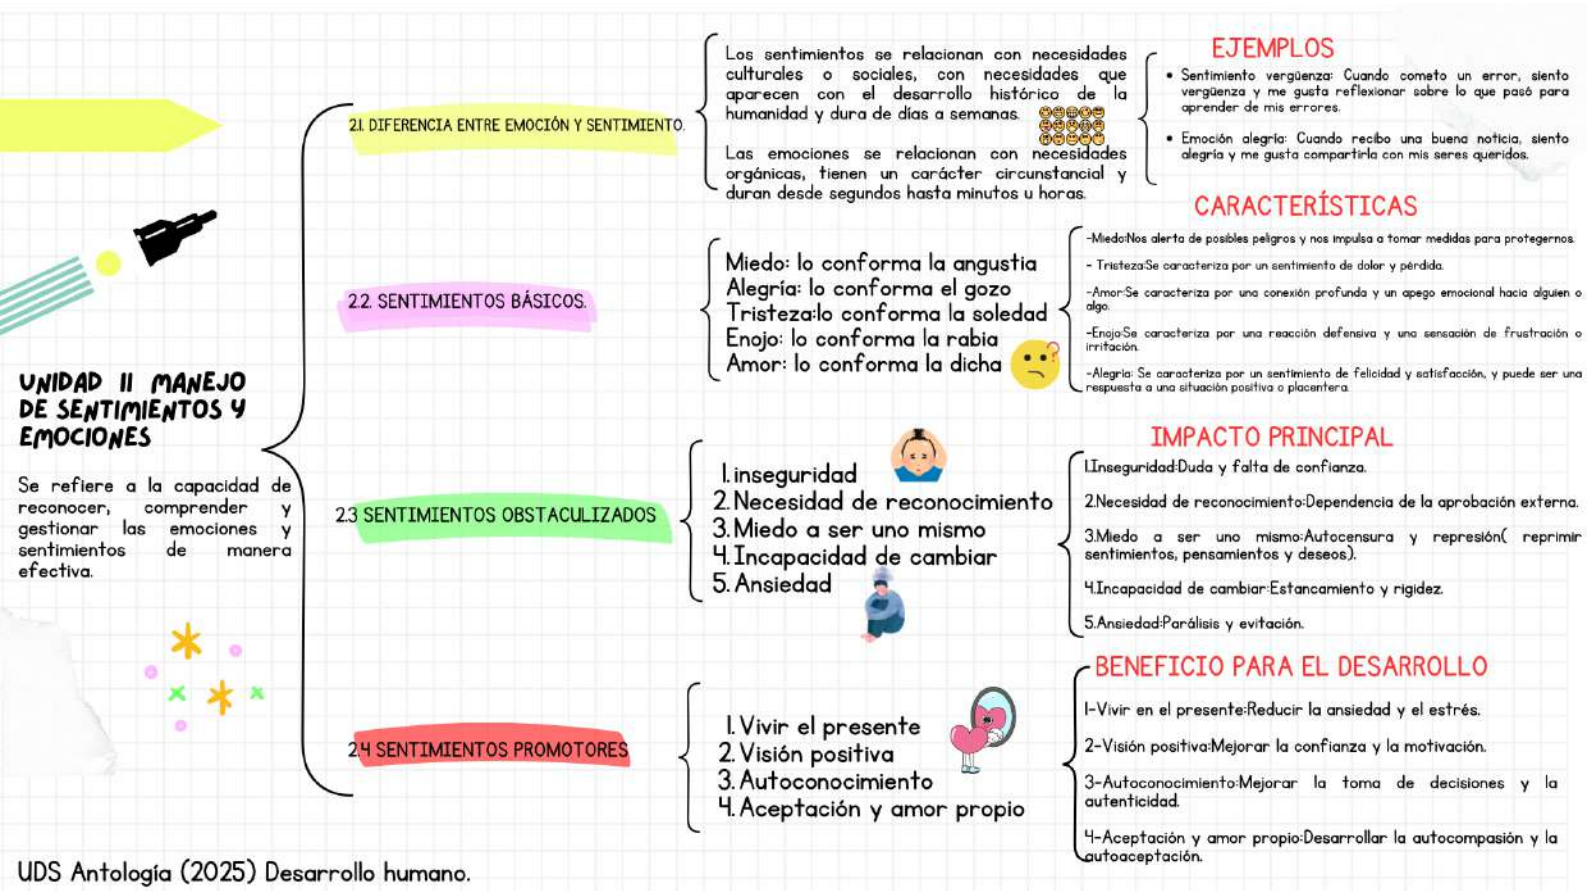 UNIDAD II MANEJO
DE SENTIMIENTOS Y
EMOCIONES
Se refiere a la capacidad de
reconocer, comprender y
gestionar las emociones y
sentimientos de manera
efectiva.
2.1. DIFERENCIA ENTRE EMOCIÓN Y SENTIMIENTO.
Los sentimientos se relacionan con necesidades
culturales o sociales, con necesidades que
aparecen con el desarrollo histórico de la
humanidad y dura de días a semanas.
Las emociones se relacionan con necesidades
orgánicas, tienen un carácter circunstancial y
duran desde segundos hasta minutos u horas.
EJEMPLOS
• Sentimiento vergüenza: Cuando cometo un error, siento
vergüenza y me gusta reflexionar sobre lo que pasó para
aprender de mis errores.
• Emoción alegría: Cuando recibo una buena noticia, siento
alegría y me gusta compartirla con mis seres queridos.
2.2. SENTIMIENTOS BÁSICOS.
Miedo: lo conforma la angustia
Alegría: lo conforma el gozo
Tristeza:lo conforma la soledad
Enojo: lo conforma la rabia
Amor: lo conforma la dicha
CARACTERÍSTICAS
-Miedo:Nos alerta de posibles peligros y nos impulsa a tomar medidas para protegernos.
- Tristeza:Se caracteriza por un sentimiento de dolor y pérdida.
-Amor:Se caracteriza por una conexión profunda y un apego emocional hacia alguien o
algo.
-Enojo:Se caracteriza por una reacción defensiva y una sensación de frustración o
irritación.
-Alegría: Se caracteriza por un sentimiento de felicidad y satisfacción, y puede ser una
respuesta a una situación positiva o placentera.
2.3 SENTIMIENTOS OBSTACULIZADOS
1. inseguridad
2. Necesidad de reconocimiento
3. Miedo a ser uno mismo
4. Incapacidad de cambiar
5. Ansiedad
IMPACTO PRINCIPAL
1.Inseguridad:Duda y falta de confianza.
2.Necesidad de reconocimiento:Dependencia de la aprobación externa.
3.Miedo a ser uno mismo:Autocensura y represión( reprimir
sentimientos, pensamientos y deseos).
4.Incapacidad de cambiar:Estancamiento y rigidez.
5.Ansiedad:Parálisis y evitación.
2.4 SENTIMIENTOS PROMOTORES
1. Vivir el presente
2. Visión positiva
3. Autoconocimiento
4. Aceptación y amor propio
BENEFICIO PARA EL DESARROLLO
1-Vivir en el presente:Reducir la ansiedad y el estrés.
2-Visión positiva:Mejorar la confianza y la motivación.
3-Autoconocimiento:Mejorar la toma de decisiones y la
autenticidad.
4-Aceptación y amor propio:Desarrollar la autocompasión y la
autoaceptación.
UDS Antología (2025) Desarrollo humano.